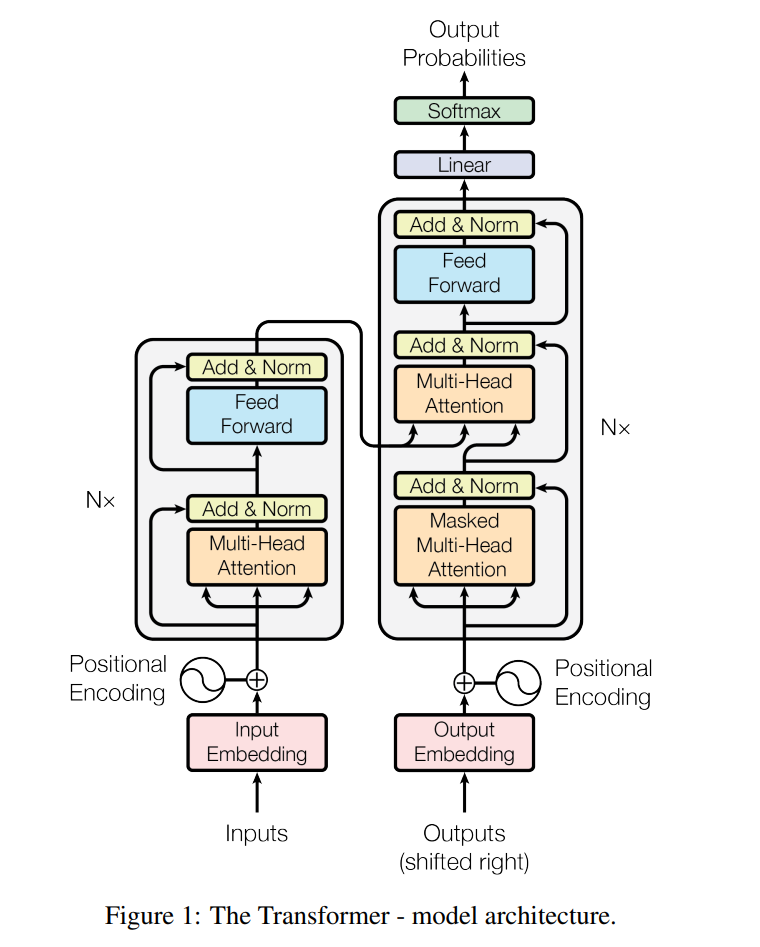 Output
Probabilities
Softmax
Linear
Add & Norm
Feed
Forward
Add & Norm
Multi-Head
Attention
Add & Norm
Masked
Multi-Head
Attention
N×
Positional
Encoding
Output
Embedding
Outputs
(shifted right)
Add & Norm
Feed
Forward
Add & Norm
Multi-Head
Attention
N×
Positional
Encoding
Input
Embedding
Inputs
Figure 1: The Transformer - model architecture.